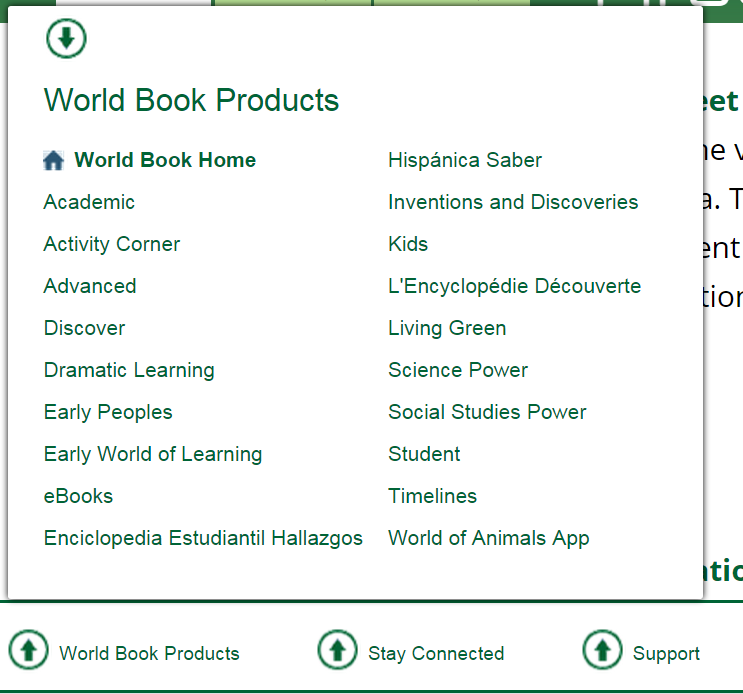 World Book Products
World Book Home
Academic
Activity Corner
Advanced
Discover
Dramatic Learning
Early Peoples
Early World of Learning
eBooks
Enciclopedia Estudiantil Hallazgos
Hispánica Saber
Inventions and Discoveries
Kids
L'Encyclopédie Découverte
Living Green
Science Power
Social Studies Power
Student
Timelines
World of Animals App
World Book Products
Stay Connected
Support